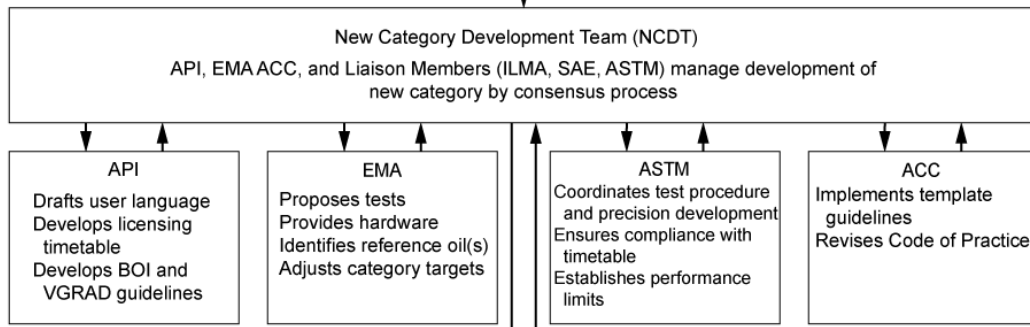 New Category Development Team (NCDT)
API, EMA ACC, and Liaison Members (ILMA, SAE, ASTM) manage development of
new category by consensus process
API
Drafts user language
Develops licensing
timetable
Develops BOI and
VGRAD guidelines
EMA
Proposes tests
Provides hardware
Identifies reference oil(s)
Adjusts category targets
ASTM
Coordinates test procedure
and precision development
Ensures compliance with
timetable
Establishes performance
limits
ACC
Implements template
guidelines
Revises Code of Practice